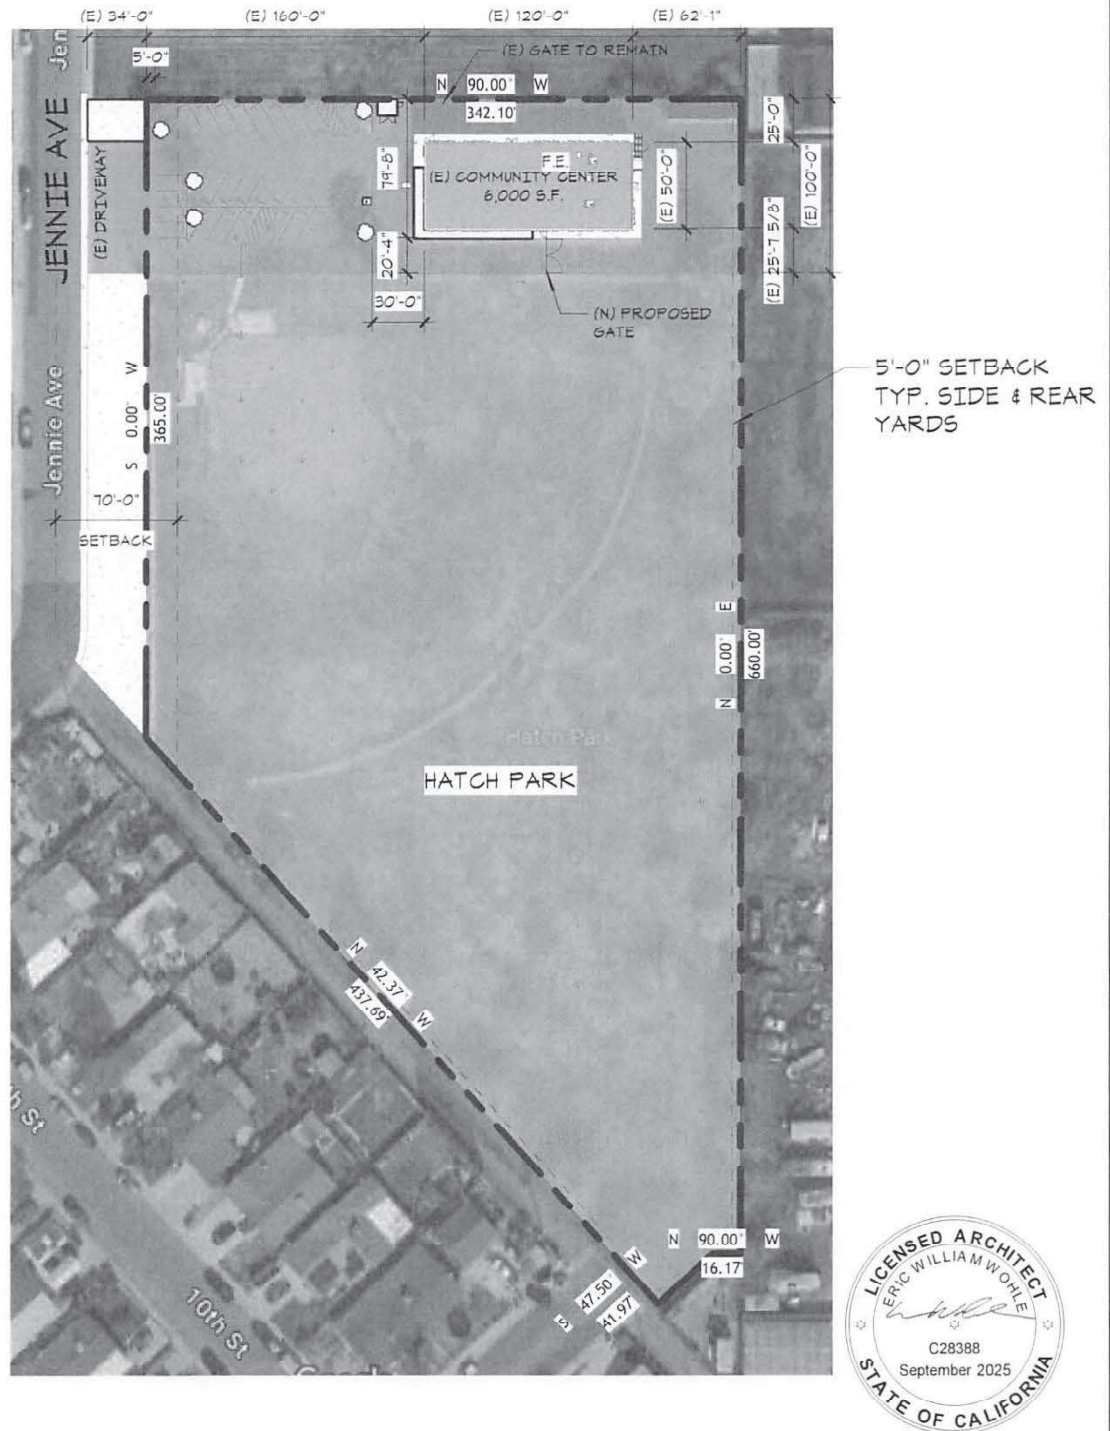 (E) 34'-0"
(E) 160'-0"
(E) 120'-0"
(E) 62'-1"
5'-0"
(E) GATE TO REMAIN
Jen
JENNIE AVE
JENNIE AVE
N 90.00' W
342.10'
25'-0"
(E) 100'-0"
(E) DRIVEWAY
79'-8"
F.E.
(E) COMMUNITY CENTER
6,000 S.F.
(E) 50'-0"
20'-4"
(E) 25'-7 5/8"
30'-0"
(N) PROPOSED
GATE
5'-0" SETBACK
TYP. SIDE & REAR
YARDS
Jennie Ave
S 0.00' W
365.00'
70'-0"
SETBACK
N 0.00' E
660.00'
Hatch Park
HATCH PARK
N 42.37' W
437.69'
h St
10th St
N 90.00' W
16.17'
S 47.50' W
41.97'
LICENSED ARCHITECT
ERIC WILLIAM WOHLE
C28388
September 2025
STATE OF CALIFORNIA